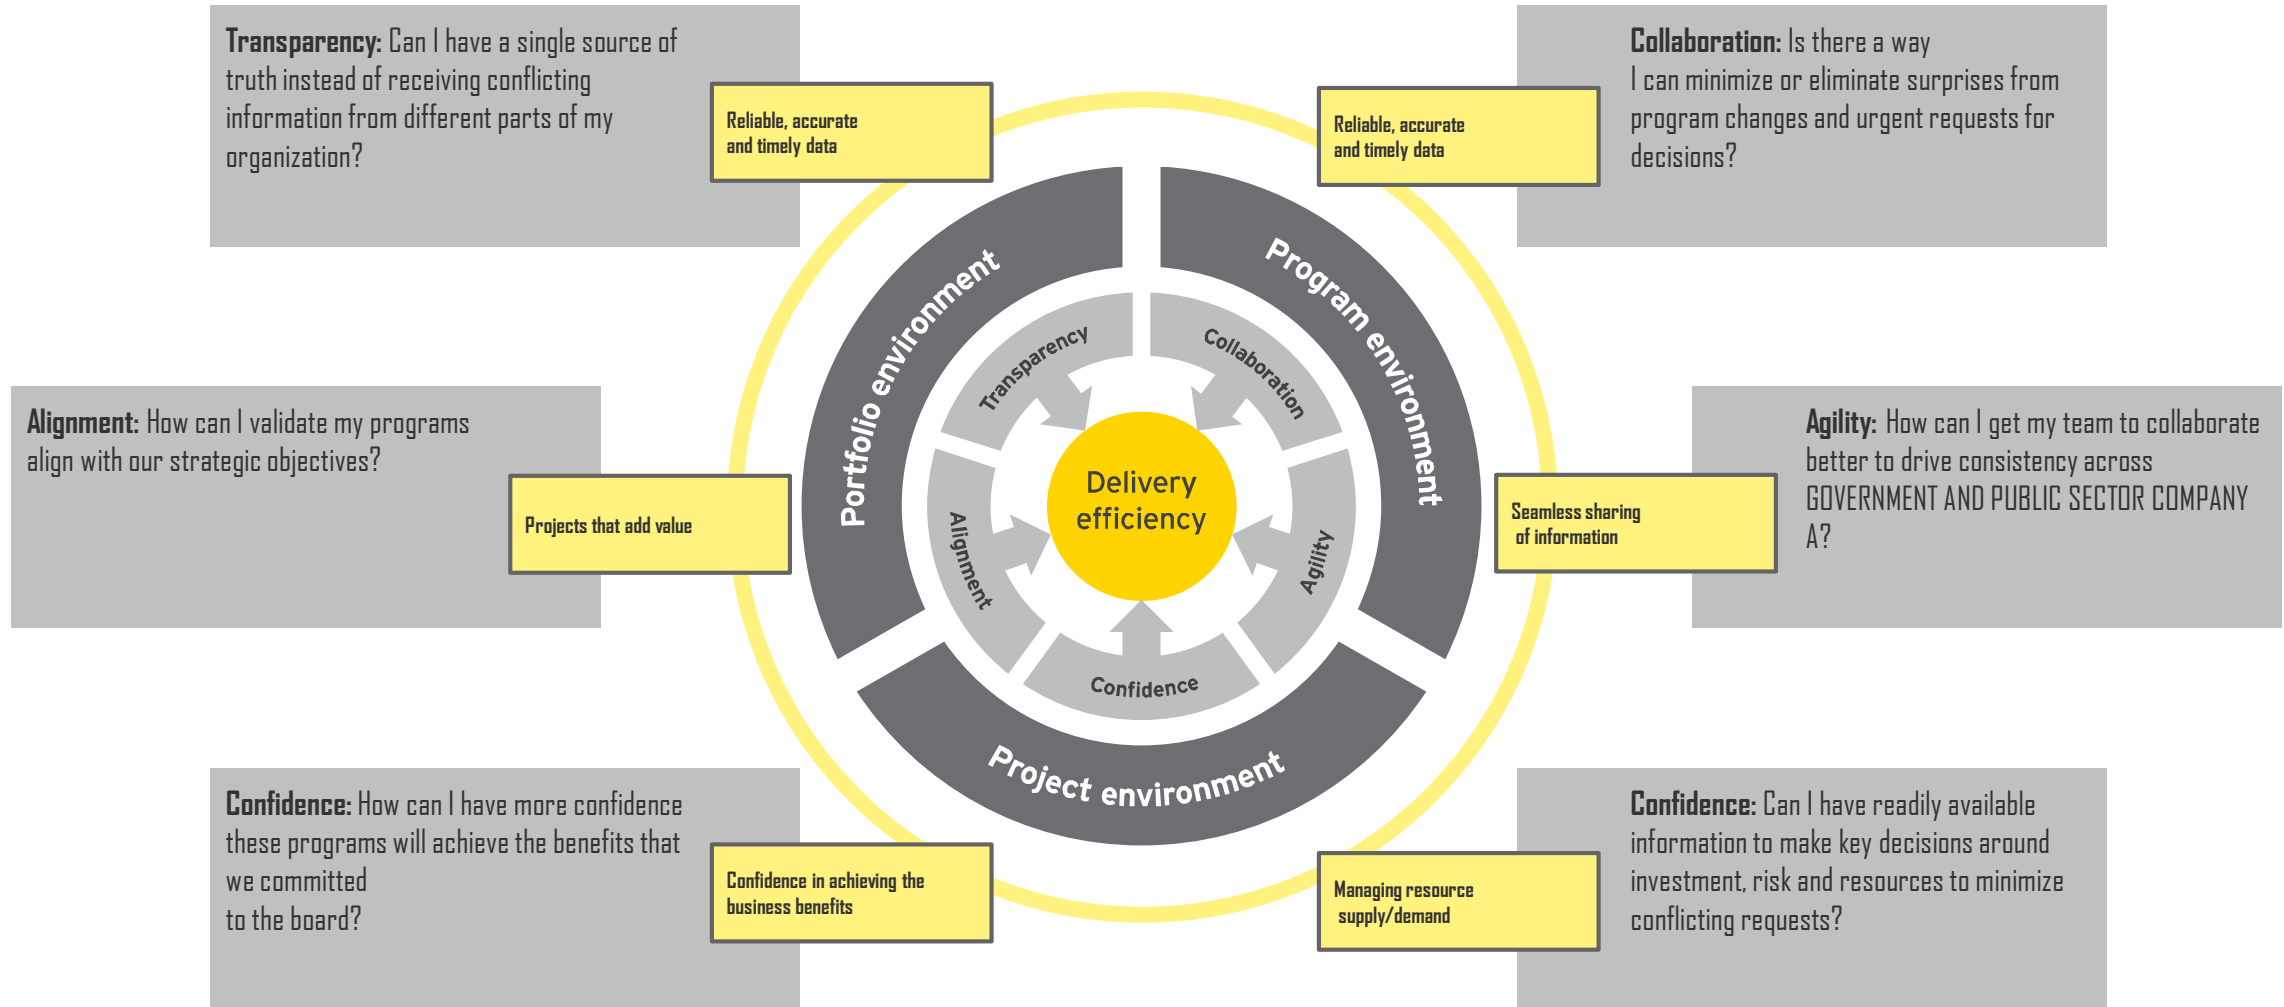 Transparency: Can I have a single source of
truth instead of receiving conflicting
information from different parts of my
organization?
Reliable, accurate
and timely data
Collaboration: Is there a way
I can minimize or eliminate surprises from
program changes and urgent requests for
decisions?
Reliable, accurate
and timely data
Alignment: How can I validate my programs
align with our strategic objectives?
Projects that add value
Portfolio environment
Program environment
Project environment
Transparency
Collaboration
Alignment
Agility
Confidence
Delivery
efficiency
Agility: How can I get my team to collaborate
better to drive consistency across
GOVERNMENT AND PUBLIC SECTOR COMPANY
A?
Seamless sharing
of information
Confidence: How can I have more confidence
these programs will achieve the benefits that
we committed
to the board?
Confidence in achieving the
business benefits
Confidence: Can I have readily available
information to make key decisions around
investment, risk and resources to minimize
conflicting requests?
Managing resource
supply/demand